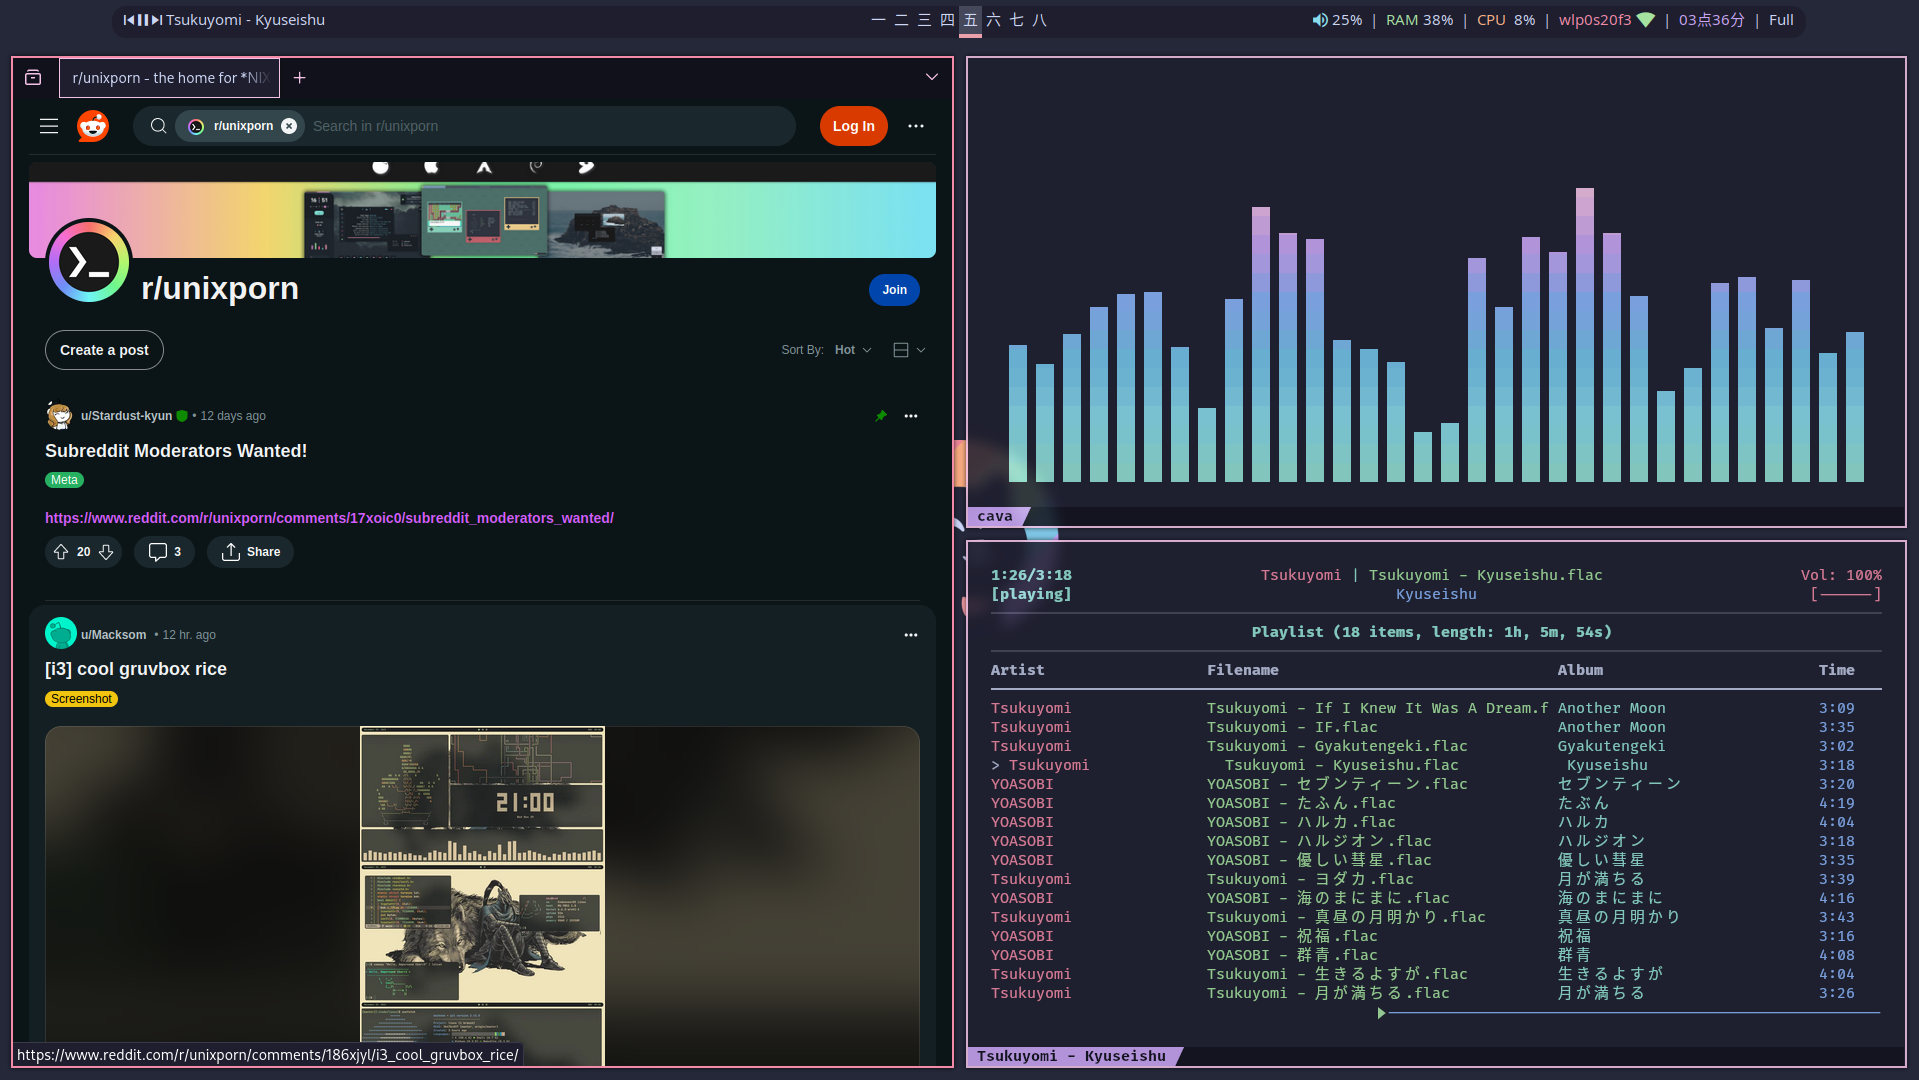 Tsukuyomi - Kyuseishu
一 二 三 四 五 六 七 八
25% | RAM 38% | CPU 8% | wlp0s20f3 | 03点36分 | Full
r/unixporn - the home for *NIX
r/unixporn
Search in r/unixporn
Log In
r/unixporn
Join
Create a post
Sort By: Hot
u/Stardust-kyun • 12 days ago
Subreddit Moderators Wanted!
Meta
https://www.reddit.com/r/unixporn/comments/17xoic0/subreddit_moderators_wanted/
20
3
Share
u/Macksom • 12 hr. ago
[i3] cool gruvbox rice
Screenshot
21:00
https://www.reddit.com/r/unixporn/comments/186xjyl/i3_cool_gruvbox_rice/
cava
1:26/3:18 Tsukuyomi | Tsukuyomi - Kyuseishu.flac Vol: 100%
[playing] Kyuseishu [──────]
Playlist (18 items, length: 1h, 5m, 54s)
Artist Filename Album Time
Tsukuyomi Tsukuyomi - If I Knew It Was A Dream.f Another Moon 3:09
Tsukuyomi Tsukuyomi - IF.flac Another Moon 3:35
Tsukuyomi Tsukuyomi - Gyakutengeki.flac Gyakutengeki 3:02
> Tsukuyomi Tsukuyomi - Kyuseishu.flac Kyuseishu 3:18
YOASOBI YOASOBI - セブンティーン.flac セブンティーン 3:20
YOASOBI YOASOBI - たぶん.flac たぶん 4:19
YOASOBI YOASOBI - ハルカ.flac ハルカ 4:04
YOASOBI YOASOBI - ハルジオン.flac ハルジオン 3:18
YOASOBI YOASOBI - 優しい彗星.flac 優しい彗星 3:35
Tsukuyomi Tsukuyomi - ヨダカ.flac 月が満ちる 3:39
YOASOBI YOASOBI - 海のまにまに.flac 海のまにまに 4:16
Tsukuyomi Tsukuyomi - 真昼の月明かり.flac 真昼の月明かり 3:43
YOASOBI YOASOBI - 祝福.flac 祝福 3:16
YOASOBI YOASOBI - 群青.flac 群青 4:08
Tsukuyomi Tsukuyomi - 生きるよすが.flac 生きるよすが 4:04
Tsukuyomi Tsukuyomi - 月が満ちる.flac 月が満ちる 3:26
Tsukuyomi - Kyuseishu